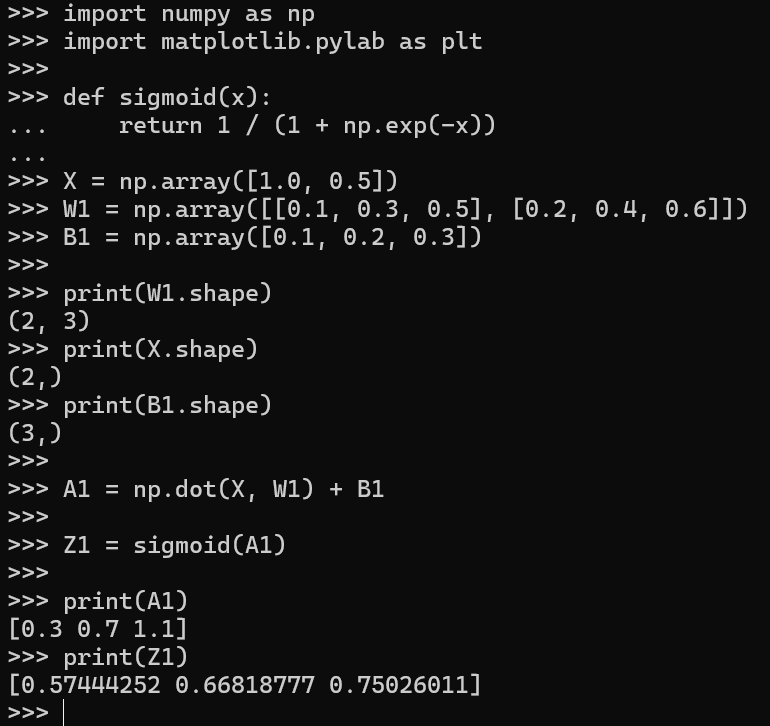 >>> import numpy as np
>>> import matplotlib.pylab as plt
>>>
>>> def sigmoid(x):
...     return 1 / (1 + np.exp(-x))
...
>>> X = np.array([1.0, 0.5])
>>> W1 = np.array([[0.1, 0.3, 0.5], [0.2, 0.4, 0.6]])
>>> B1 = np.array([0.1, 0.2, 0.3])
>>>
>>> print(W1.shape)
(2, 3)
>>> print(X.shape)
(2,)
>>> print(B1.shape)
(3,)
>>>
>>> A1 = np.dot(X, W1) + B1
>>>
>>> Z1 = sigmoid(A1)
>>>
>>> print(A1)
[0.3 0.7 1.1]
>>> print(Z1)
[0.57444252 0.66818777 0.75026011]
>>>